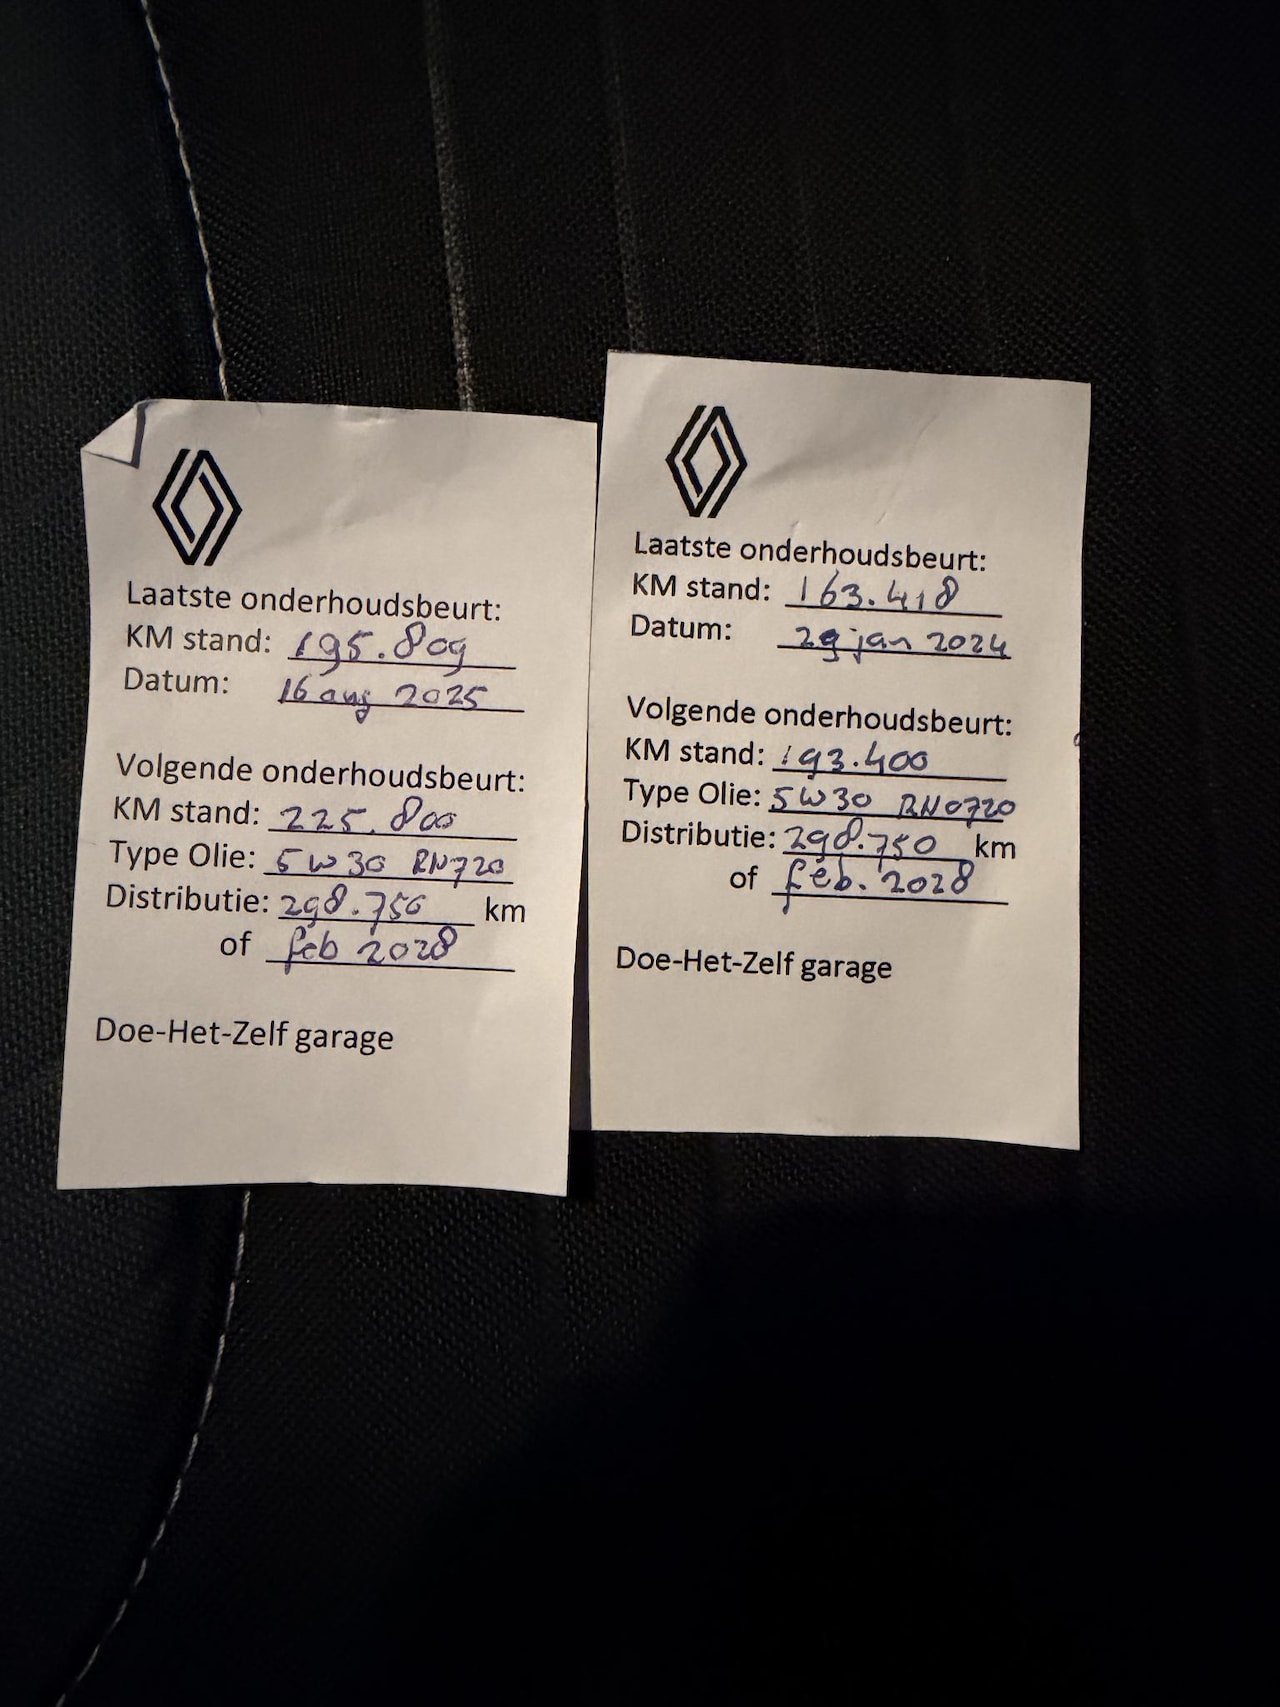 Laatste onderhoudsbeurt:
KM stand: 195.809
Datum: 16 aug 2025
Volgende onderhoudsbeurt:
KM stand: 225.800
Type Olie: 5W30 RN720
Distributie: 298.750 km
of feb 2028
Doe-Het-Zelf garage
Laatste onderhoudsbeurt:
KM stand: 163.418
Datum: 29 jan 2024
Volgende onderhoudsbeurt:
KM stand: 193.400
Type Olie: 5W30 RN0720
Distributie: 298.750 km
of feb. 2028
Doe-Het-Zelf garage